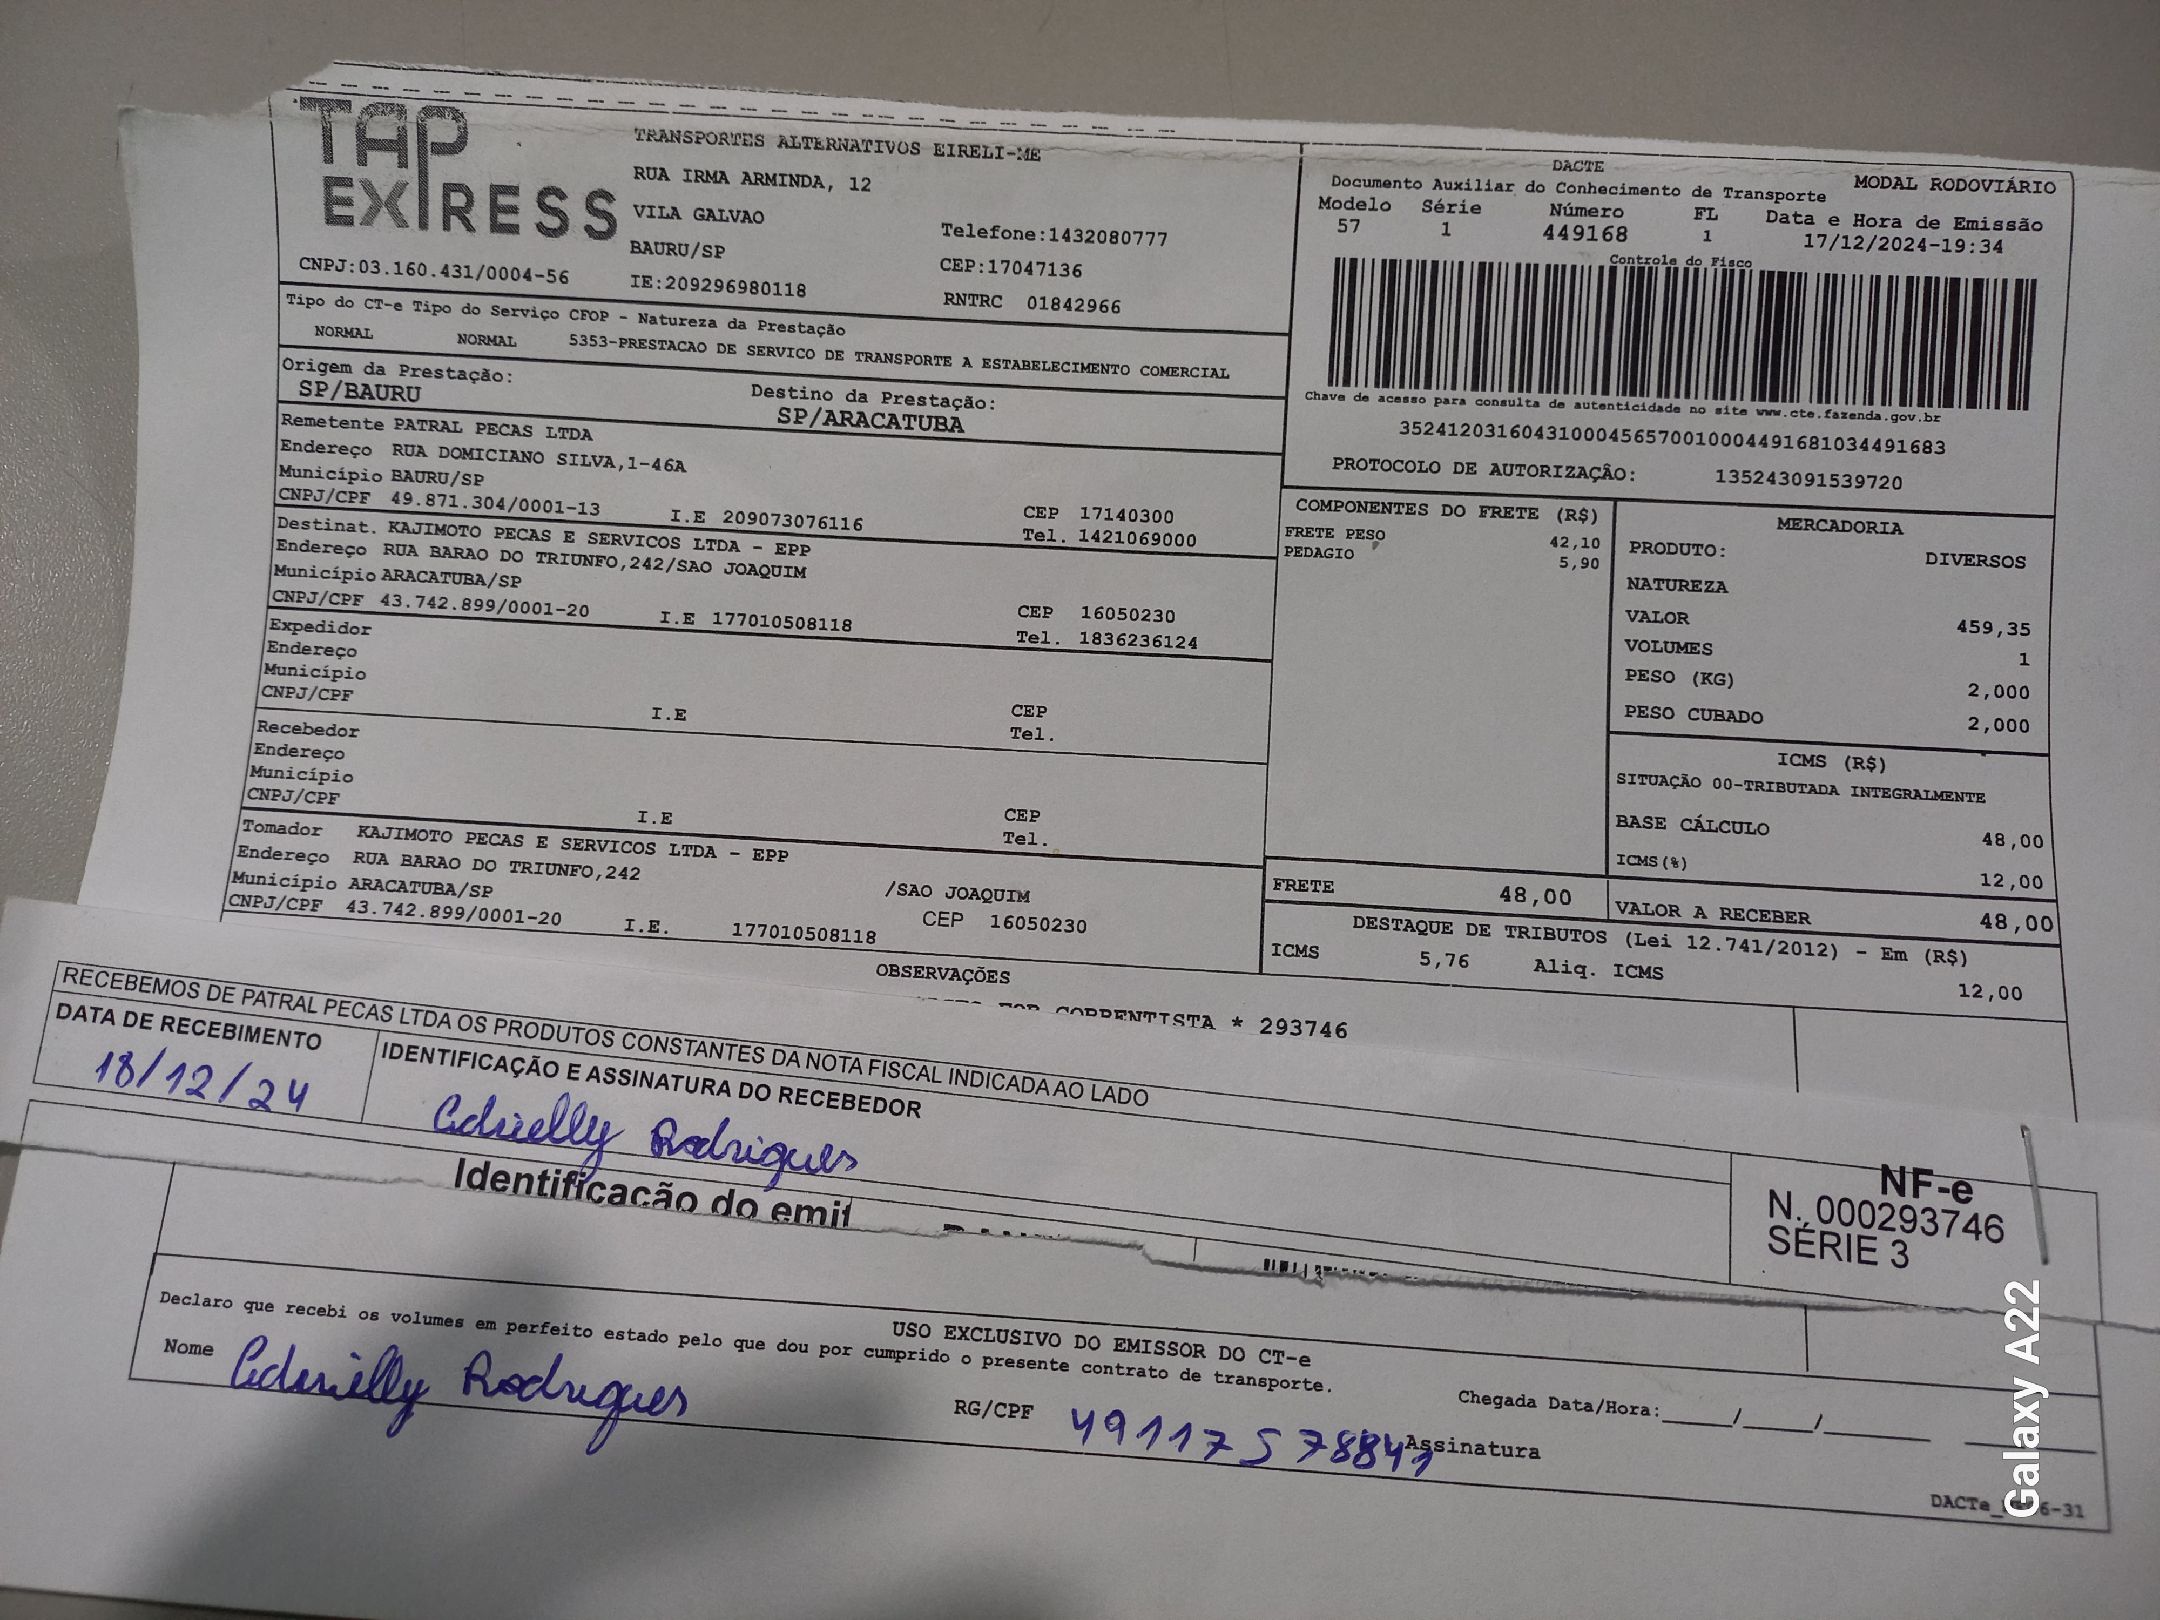 TAP EXPRESS
TRANSPORTES ALTERNATIVOS EIRELI-ME
RUA IRMA ARMINDA, 12
VILA GALVAO
BAURU/SP
Telefone:1432080777
CEP:17047136
CNPJ:03.160.431/0004-56
IE:209296980118
RNTRC 01842966
DACTE
MODAL RODOVIÁRIO
Documento Auxiliar do Conhecimento de Transporte
Modelo Série Número FL Data e Hora de Emissão
57 1 449168 1 17/12/2024-19:34
Controle do Fisco
Chave de acesso para consulta de autenticidade no site www.cte.fazenda.gov.br
35241203160431000456570010004491681034491683
PROTOCOLO DE AUTORIZAÇÃO: 135243091539720
Tipo do CT-e Tipo do Serviço CFOP - Natureza da Prestação
NORMAL NORMAL 5353-PRESTACAO DE SERVICO DE TRANSPORTE A ESTABELECIMENTO COMERCIAL
Origem da Prestação:
SP/BAURU
Destino da Prestação:
SP/ARACATUBA
Remetente PATRAL PECAS LTDA
Endereço RUA DOMICIANO SILVA,1-46A
Município BAURU/SP
CNPJ/CPF 49.871.304/0001-13 I.E 209073076116
CEP 17140300
Tel. 1421069000
Destinat. KAJIMOTO PECAS E SERVICOS LTDA - EPP
Endereço RUA BARAO DO TRIUNFO,242/SAO JOAQUIM
Município ARACATUBA/SP
CNPJ/CPF 43.742.899/0001-20 I.E 177010508118
CEP 16050230
Tel. 1836236124
Expedidor
Endereço
Município
CNPJ/CPF
I.E
CEP
Tel.
Recebedor
Endereço
Município
CNPJ/CPF
I.E
CEP
Tel.
Tomador KAJIMOTO PECAS E SERVICOS LTDA - EPP
Endereço RUA BARAO DO TRIUNFO,242 /SAO JOAQUIM
Município ARACATUBA/SP
CEP 16050230
CNPJ/CPF 43.742.899/0001-20 I.E. 177010508118
COMPONENTES DO FRETE (R$)
FRETE PESO 42,10
PEDAGIO 5,90
MERCADORIA
PRODUTO: DIVERSOS
NATUREZA
VALOR 459,35
VOLUMES 1
PESO (KG) 2,000
PESO CUBADO 2,000
ICMS (R$)
SITUAÇÃO 00-TRIBUTADA INTEGRALMENTE
BASE CÁLCULO 48,00
ICMS(%) 12,00
FRETE 48,00
VALOR A RECEBER 48,00
DESTAQUE DE TRIBUTOS (Lei 12.741/2012) - Em (R$)
ICMS 5,76 Aliq. ICMS 12,00
OBSERVAÇÕES
FOB CORRENTISTA * 293746
RECEBEMOS DE PATRAL PECAS LTDA OS PRODUTOS CONSTANTES DA NOTA FISCAL INDICADA AO LADO
DATA DE RECEBIMENTO
18/12/24
IDENTIFICAÇÃO E ASSINATURA DO RECEBEDOR
Rodrigues
NF-e
N. 000293746
SÉRIE 3
Identificação do emit
USO EXCLUSIVO DO EMISSOR DO CT-e
Declaro que recebi os volumes em perfeito estado pelo que dou por cumprido o presente contrato de transporte.
Nome Rodrigues
RG/CPF 49117578841
Chegada Data/Hora:_____/_____/________
Assinatura
Galaxy A22